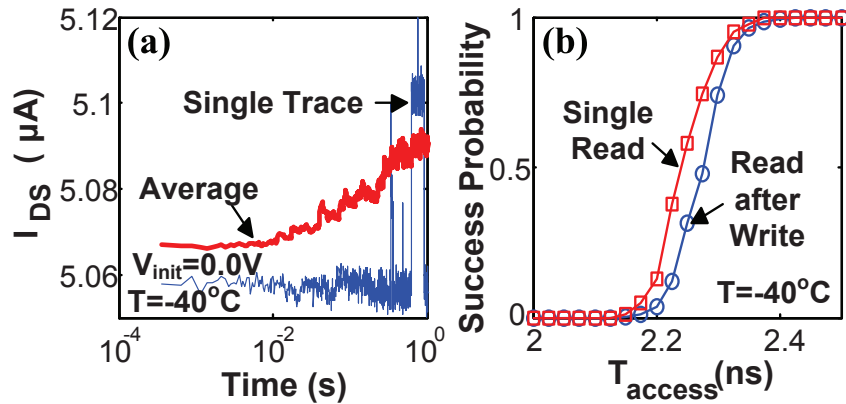 (a)
5.12
5.1
5.08
5.06
I_DS ( μA)
Single Trace
Average
V_init=0.0V
T=-40°C
10^-4
10^-2
10^0
Time (s)
(b)
1
0.5
0
Success Probability
Single
Read
Read
after
Write
T=-40°C
2
2.2
2.4
T_access(ns)